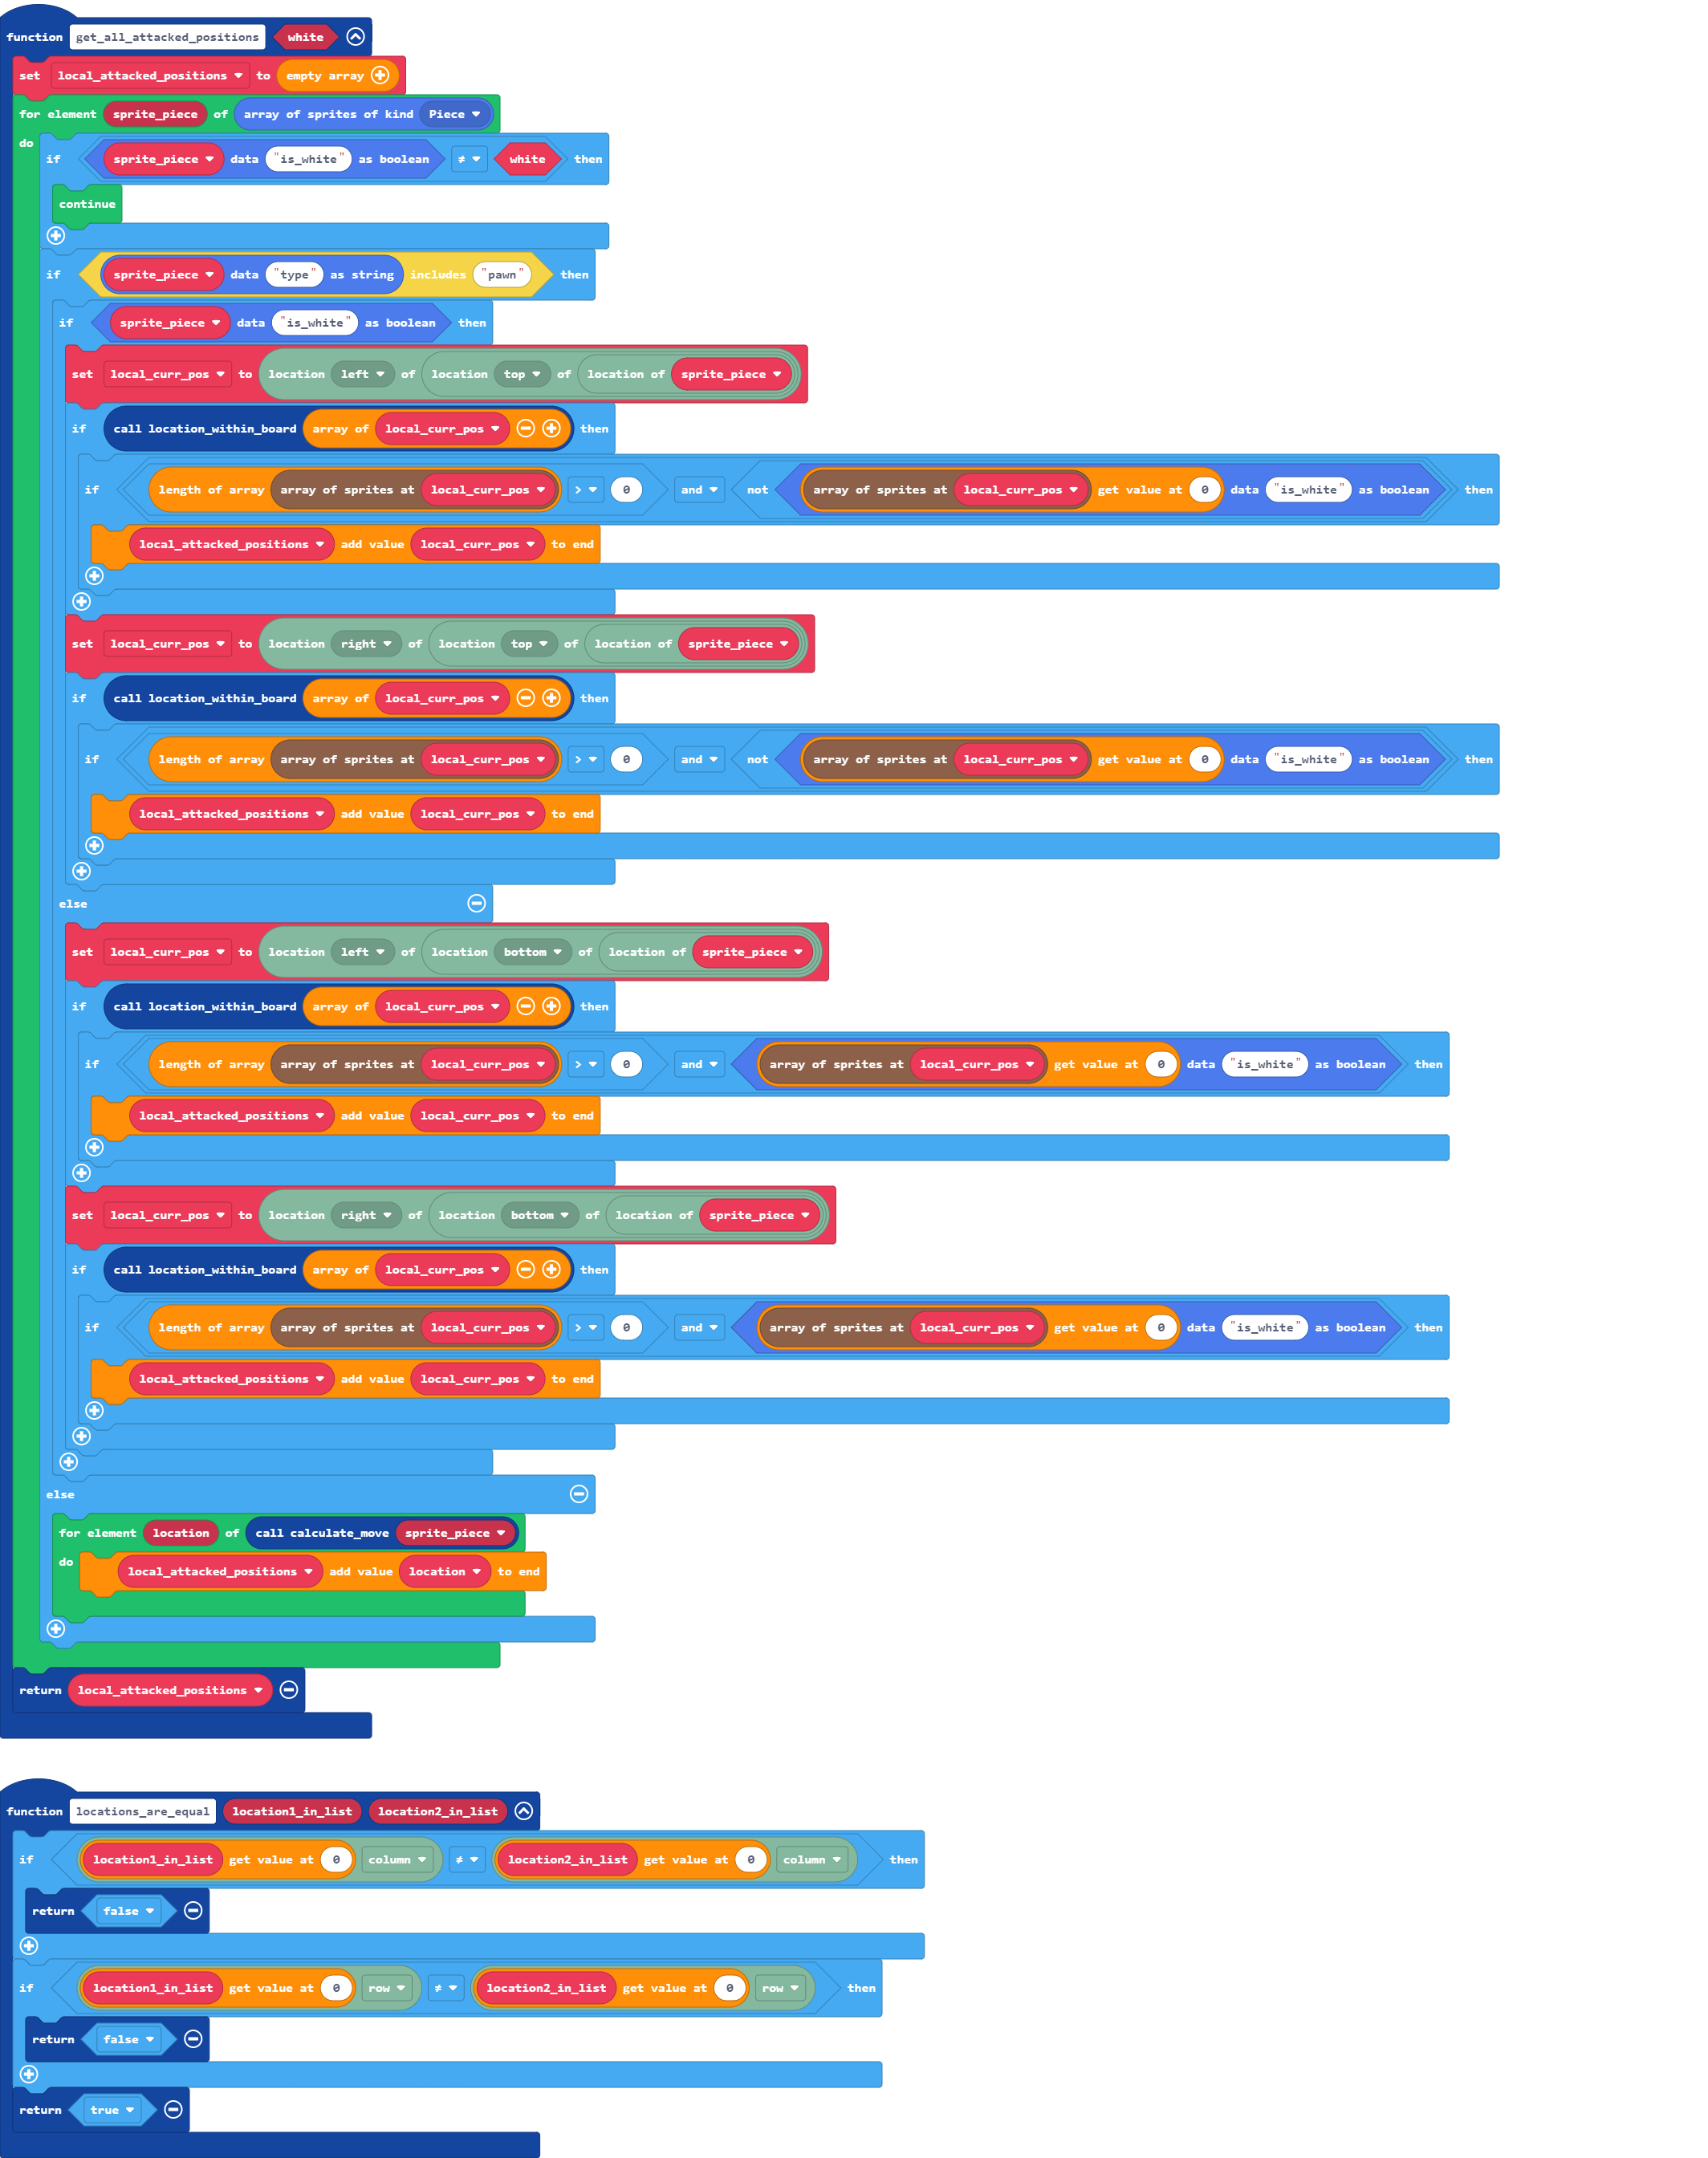 function get_all_attacked_positions white
set local_attacked_positions to empty array
for element sprite_piece of array of sprites of kind Piece
do
if sprite_piece data "is_white" as boolean ≠ white then
continue
if sprite_piece data "type" as string includes "pawn" then
if sprite_piece data "is_white" as boolean then
set local_curr_pos to location left of location top of location of sprite_piece
if call location_within_board array of local_curr_pos then
if length of array array of sprites at local_curr_pos > 0 and not array of sprites at local_curr_pos get value at 0 data "is_white" as boolean then
local_attacked_positions add value local_curr_pos to end
set local_curr_pos to location right of location top of location of sprite_piece
if call location_within_board array of local_curr_pos then
if length of array array of sprites at local_curr_pos > 0 and not array of sprites at local_curr_pos get value at 0 data "is_white" as boolean then
local_attacked_positions add value local_curr_pos to end
else
set local_curr_pos to location left of location bottom of location of sprite_piece
if call location_within_board array of local_curr_pos then
if length of array array of sprites at local_curr_pos > 0 and array of sprites at local_curr_pos get value at 0 data "is_white" as boolean then
local_attacked_positions add value local_curr_pos to end
set local_curr_pos to location right of location bottom of location of sprite_piece
if call location_within_board array of local_curr_pos then
if length of array array of sprites at local_curr_pos > 0 and array of sprites at local_curr_pos get value at 0 data "is_white" as boolean then
local_attacked_positions add value local_curr_pos to end
else
for element location of call calculate_move sprite_piece
do
local_attacked_positions add value location to end
return local_attacked_positions
function locations_are_equal location1_in_list location2_in_list
if location1_in_list get value at 0 column ≠ location2_in_list get value at 0 column then
return false
if location1_in_list get value at 0 row ≠ location2_in_list get value at 0 row then
return false
return true